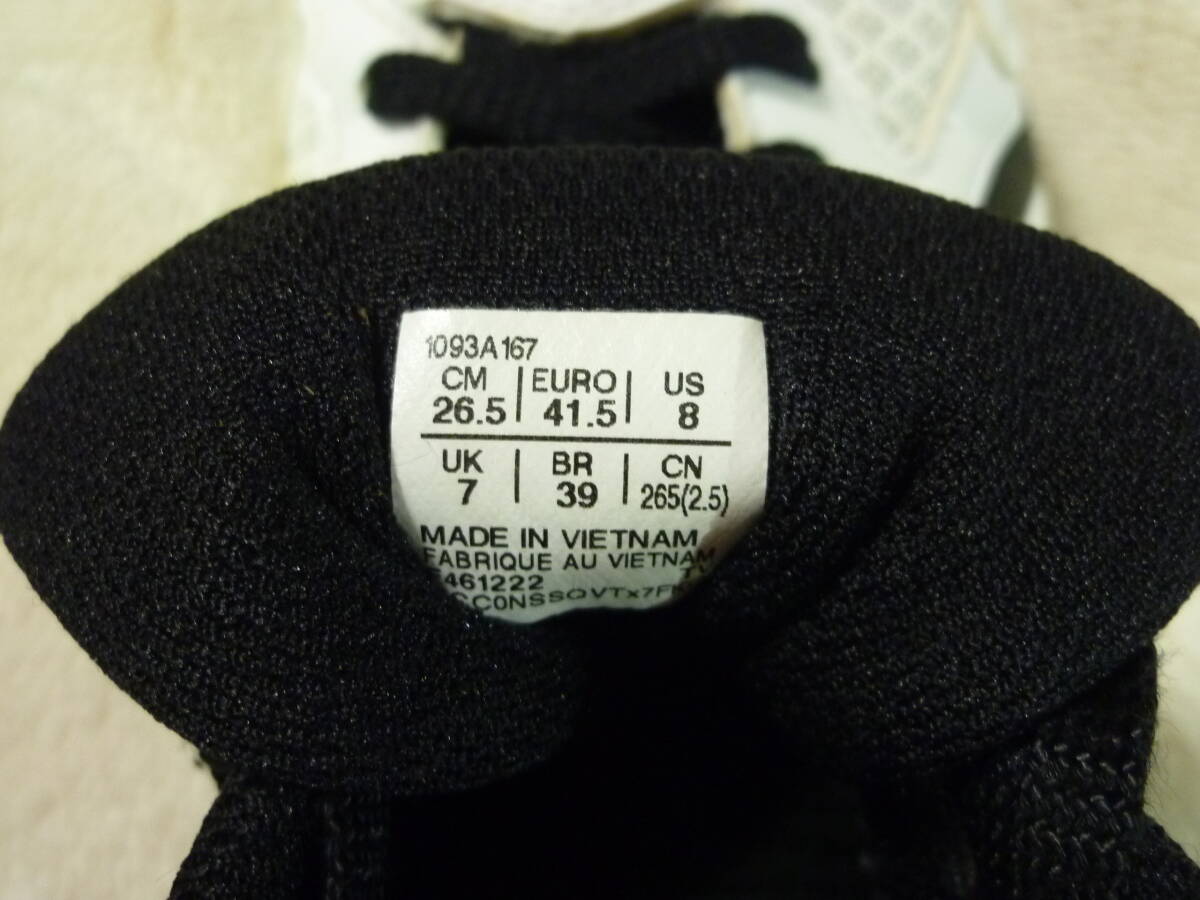 1093A167
CM | EURO | US
26.5 | 41.5 | 8
UK | BR | CN
7 | 39 | 265(2.5)
MADE IN VIETNAM
FABRIQUE AU VIETNAM
461222